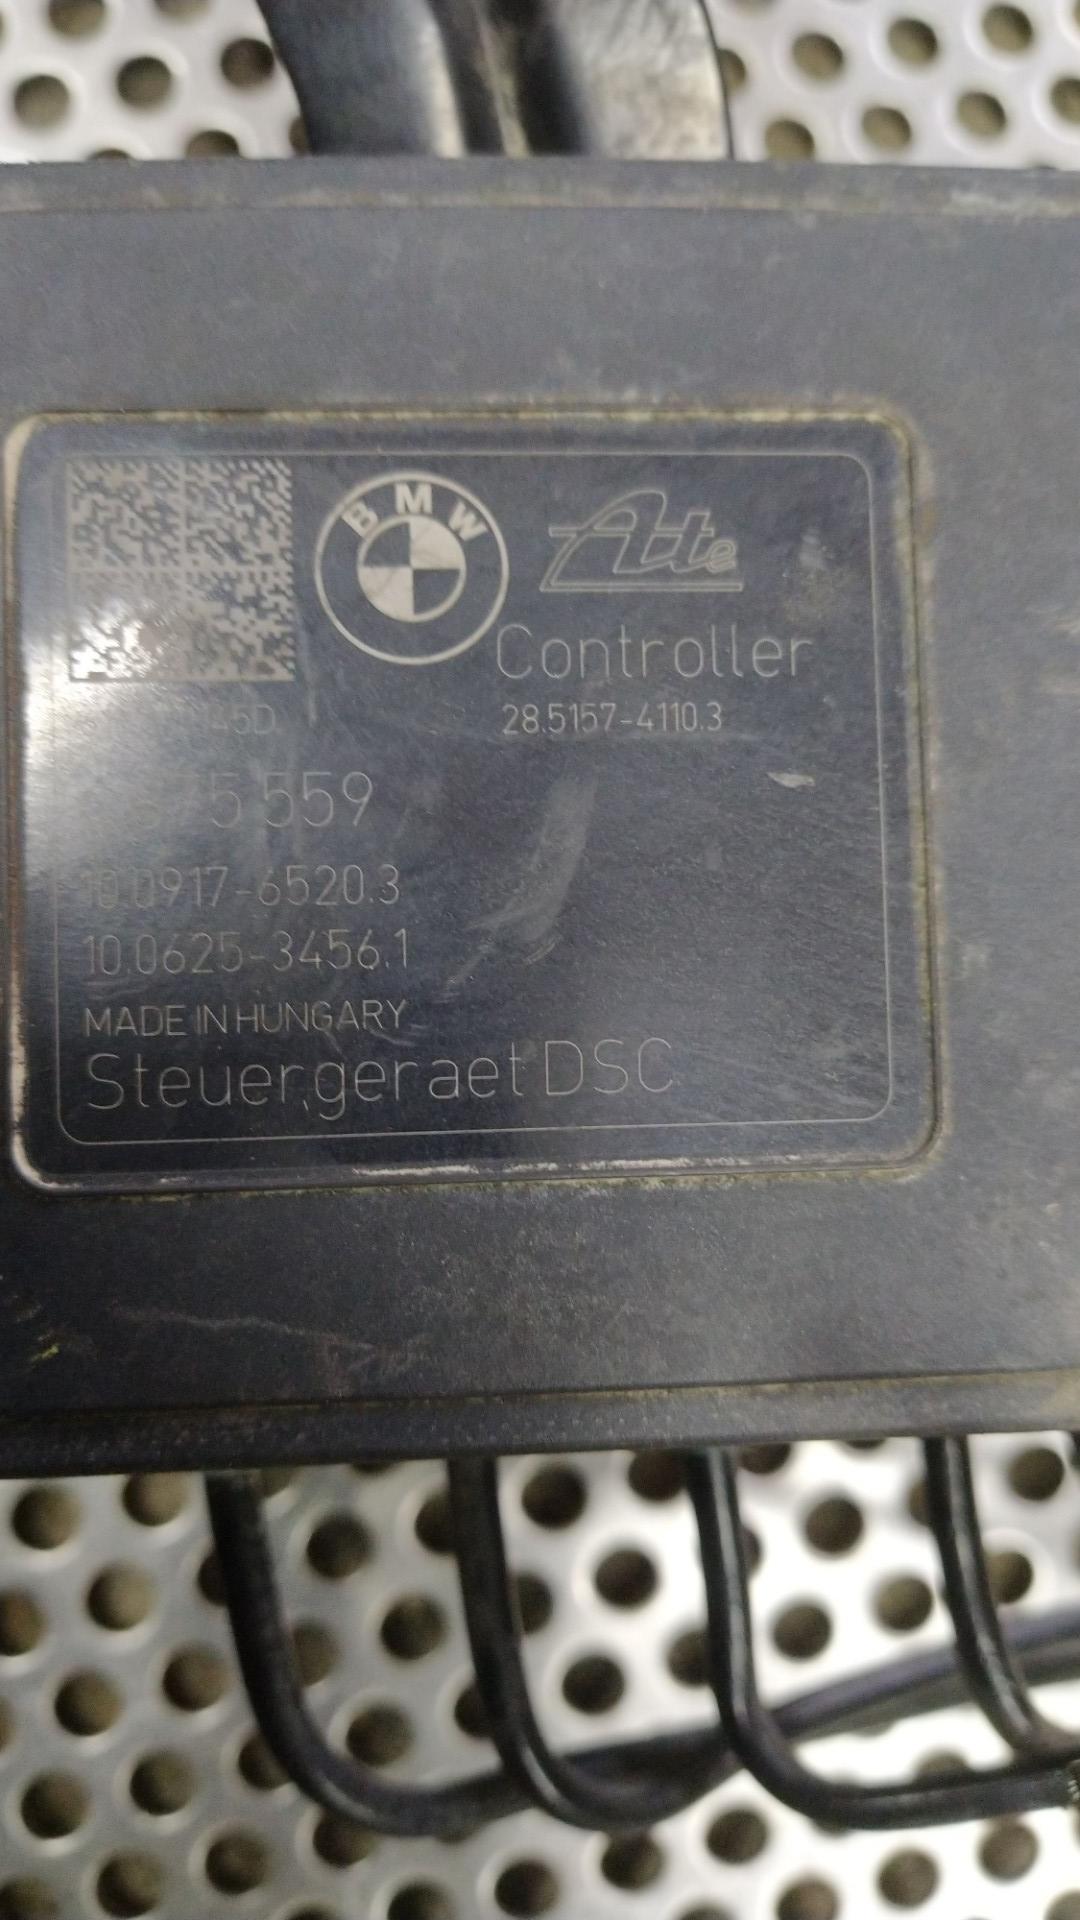 BMW
Ate
Controller
28.5157-4110.3
559
10.0917-6520.3
10.0625-3456.1
MADE IN HUNGARY
Steuergeraet DSC